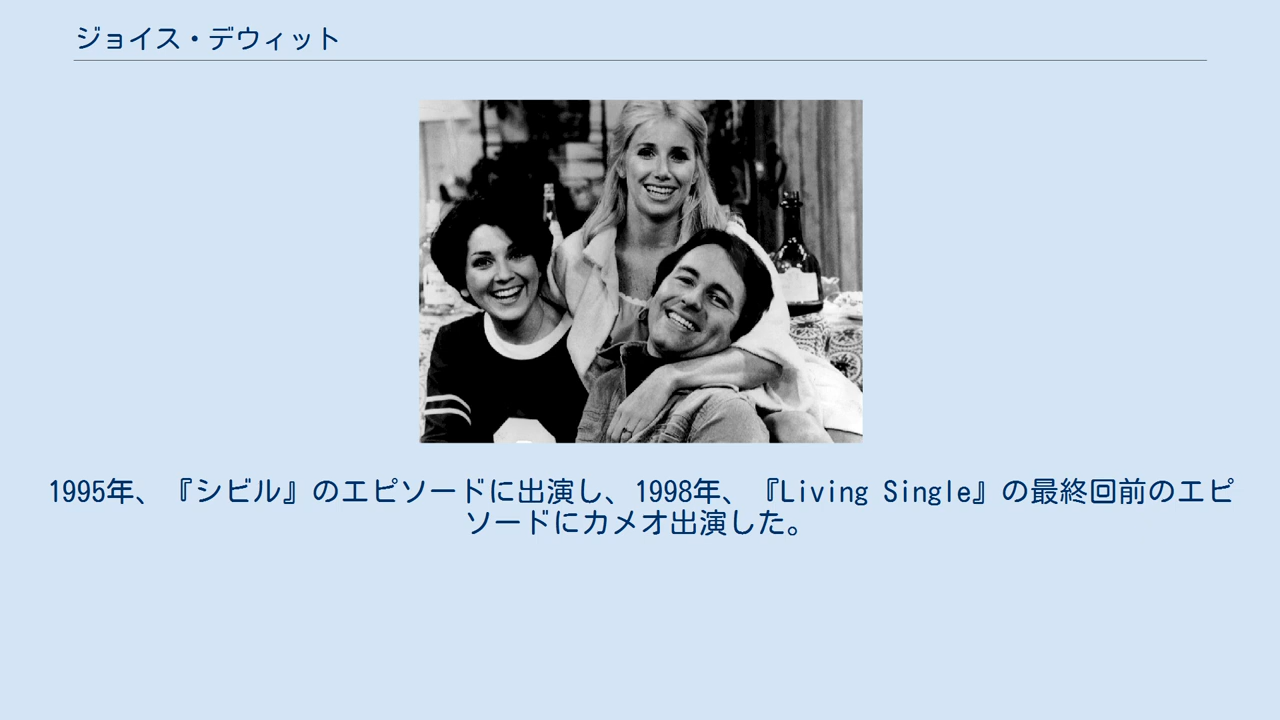 ジョイス・デウィット
1995年、『シビル』のエピソードに出演し、1998年、『Living Single』の最終回前のエピ
ソードにカメオ出演した。